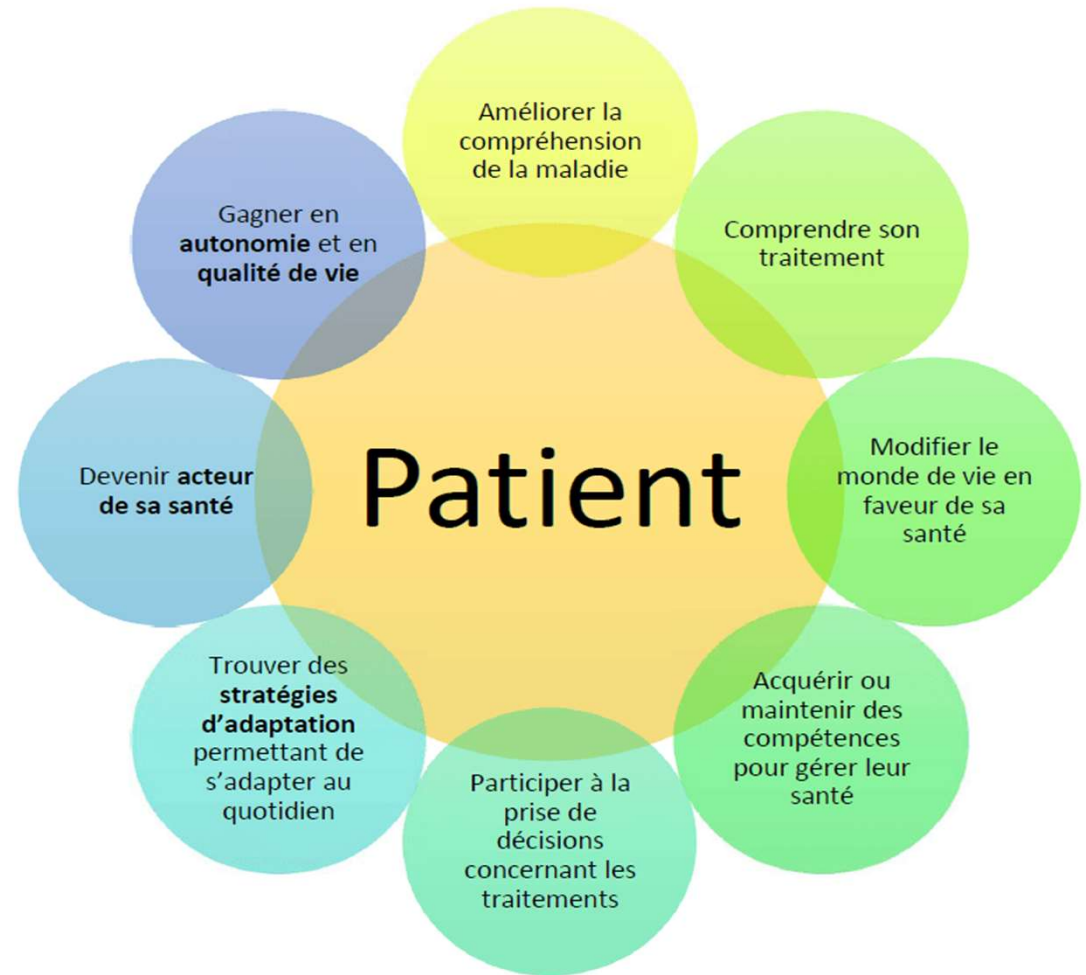 Améliorer la
compréhension
de la maladie
Comprendre son
traitement
Modifier le
monde de vie en
faveur de sa
santé
Acquérir ou
maintenir des
compétences
pour gérer leur
santé
Participer à la
prise de
décisions
concernant les
traitements
Trouver des
stratégies
d’adaptation
permettant de
s’adapter au
quotidien
Devenir acteur
de sa santé
Gagner en
autonomie et en
qualité de vie
Patient